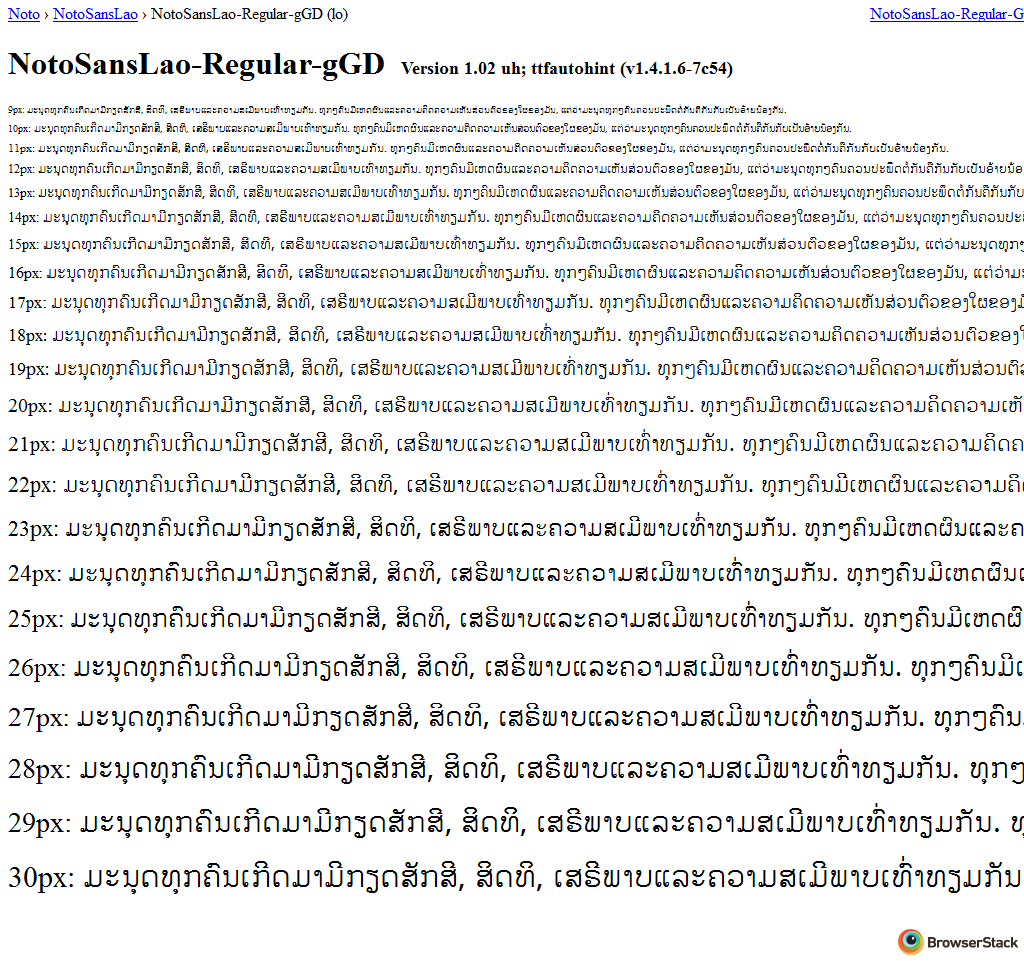 Noto › NotoSansLao › NotoSansLao-Regular-gGD (lo) NotoSansLao-Regular-G
NotoSansLao-Regular-gGD Version 1.02 uh; ttfautohint (v1.4.1.6-7c54)
9px: ມະນຸດທຸກຄົນເກີດມາມີກຽດສັກສີ, ສິດທິ, ເສຣີພາບແລະຄວາມສເມີພາບເທົ່າທຽມກັນ. ທຸກໆຄົນມີເຫດຜົນແລະຄວາມຄິດຄວາມເຫັນສ່ວນຕົວຂອງໃຜຂອງມັນ, ແຕ່ວ່າມະນຸດທຸກໆຄົນຄວນປະພຶດຕໍ່ກັນຄືກັນກັບເປັນອ້າຍນ້ອງກັນ.
10px: ມະນຸດທຸກຄົນເກີດມາມີກຽດສັກສີ, ສິດທິ, ເສຣີພາບແລະຄວາມສເມີພາບເທົ່າທຽມກັນ. ທຸກໆຄົນມີເຫດຜົນແລະຄວາມຄິດຄວາມເຫັນສ່ວນຕົວຂອງໃຜຂອງມັນ, ແຕ່ວ່າມະນຸດທຸກໆຄົນຄວນປະພຶດຕໍ່ກັນຄືກັນກັບເປັນອ້າຍນ້ອງກັນ.
11px: ມະນຸດທຸກຄົນເກີດມາມີກຽດສັກສີ, ສິດທິ, ເສຣີພາບແລະຄວາມສເມີພາບເທົ່າທຽມກັນ. ທຸກໆຄົນມີເຫດຜົນແລະຄວາມຄິດຄວາມເຫັນສ່ວນຕົວຂອງໃຜຂອງມັນ, ແຕ່ວ່າມະນຸດທຸກໆຄົນຄວນປະພຶດຕໍ່ກັນຄືກັນກັບເປັນອ້າຍນ້ອງກັນ.
12px: ມະນຸດທຸກຄົນເກີດມາມີກຽດສັກສີ, ສິດທິ, ເສຣີພາບແລະຄວາມສເມີພາບເທົ່າທຽມກັນ. ທຸກໆຄົນມີເຫດຜົນແລະຄວາມຄິດຄວາມເຫັນສ່ວນຕົວຂອງໃຜຂອງມັນ, ແຕ່ວ່າມະນຸດທຸກໆຄົນຄວນປະພຶດຕໍ່ກັນຄືກັນກັບເປັນອ້າຍນ້ອ
13px: ມະນຸດທຸກຄົນເກີດມາມີກຽດສັກສີ, ສິດທິ, ເສຣີພາບແລະຄວາມສເມີພາບເທົ່າທຽມກັນ. ທຸກໆຄົນມີເຫດຜົນແລະຄວາມຄິດຄວາມເຫັນສ່ວນຕົວຂອງໃຜຂອງມັນ, ແຕ່ວ່າມະນຸດທຸກໆຄົນຄວນປະພຶດຕໍ່ກັນຄືກັນກັບ
14px: ມະນຸດທຸກຄົນເກີດມາມີກຽດສັກສີ, ສິດທິ, ເສຣີພາບແລະຄວາມສເມີພາບເທົ່າທຽມກັນ. ທຸກໆຄົນມີເຫດຜົນແລະຄວາມຄິດຄວາມເຫັນສ່ວນຕົວຂອງໃຜຂອງມັນ, ແຕ່ວ່າມະນຸດທຸກໆຄົນຄວນປະ
15px: ມະນຸດທຸກຄົນເກີດມາມີກຽດສັກສີ, ສິດທິ, ເສຣີພາບແລະຄວາມສເມີພາບເທົ່າທຽມກັນ. ທຸກໆຄົນມີເຫດຜົນແລະຄວາມຄິດຄວາມເຫັນສ່ວນຕົວຂອງໃຜຂອງມັນ, ແຕ່ວ່າມະນຸດທຸກໆ
16px: ມະນຸດທຸກຄົນເກີດມາມີກຽດສັກສີ, ສິດທິ, ເສຣີພາບແລະຄວາມສເມີພາບເທົ່າທຽມກັນ. ທຸກໆຄົນມີເຫດຜົນແລະຄວາມຄິດຄວາມເຫັນສ່ວນຕົວຂອງໃຜຂອງມັນ, ແຕ່ວ່າມະ
17px: ມະນຸດທຸກຄົນເກີດມາມີກຽດສັກສີ, ສິດທິ, ເສຣີພາບແລະຄວາມສເມີພາບເທົ່າທຽມກັນ. ທຸກໆຄົນມີເຫດຜົນແລະຄວາມຄິດຄວາມເຫັນສ່ວນຕົວຂອງໃຜຂອງມັ
18px: ມະນຸດທຸກຄົນເກີດມາມີກຽດສັກສີ, ສິດທິ, ເສຣີພາບແລະຄວາມສເມີພາບເທົ່າທຽມກັນ. ທຸກໆຄົນມີເຫດຜົນແລະຄວາມຄິດຄວາມເຫັນສ່ວນຕົວຂອງໃ
19px: ມະນຸດທຸກຄົນເກີດມາມີກຽດສັກສີ, ສິດທິ, ເສຣີພາບແລະຄວາມສເມີພາບເທົ່າທຽມກັນ. ທຸກໆຄົນມີເຫດຜົນແລະຄວາມຄິດຄວາມເຫັນສ່ວນຕົວ
20px: ມະນຸດທຸກຄົນເກີດມາມີກຽດສັກສີ, ສິດທິ, ເສຣີພາບແລະຄວາມສເມີພາບເທົ່າທຽມກັນ. ທຸກໆຄົນມີເຫດຜົນແລະຄວາມຄິດຄວາມເຫັ
21px: ມະນຸດທຸກຄົນເກີດມາມີກຽດສັກສີ, ສິດທິ, ເສຣີພາບແລະຄວາມສເມີພາບເທົ່າທຽມກັນ. ທຸກໆຄົນມີເຫດຜົນແລະຄວາມຄິດຄ
22px: ມະນຸດທຸກຄົນເກີດມາມີກຽດສັກສີ, ສິດທິ, ເສຣີພາບແລະຄວາມສເມີພາບເທົ່າທຽມກັນ. ທຸກໆຄົນມີເຫດຜົນແລະຄວາມຄິ
23px: ມະນຸດທຸກຄົນເກີດມາມີກຽດສັກສີ, ສິດທິ, ເສຣີພາບແລະຄວາມສເມີພາບເທົ່າທຽມກັນ. ທຸກໆຄົນມີເຫດຜົນແລະຄ
24px: ມະນຸດທຸກຄົນເກີດມາມີກຽດສັກສີ, ສິດທິ, ເສຣີພາບແລະຄວາມສເມີພາບເທົ່າທຽມກັນ. ທຸກໆຄົນມີເຫດຜົນແ
25px: ມະນຸດທຸກຄົນເກີດມາມີກຽດສັກສີ, ສິດທິ, ເສຣີພາບແລະຄວາມສເມີພາບເທົ່າທຽມກັນ. ທຸກໆຄົນມີເຫດຜົ
26px: ມະນຸດທຸກຄົນເກີດມາມີກຽດສັກສີ, ສິດທິ, ເສຣີພາບແລະຄວາມສເມີພາບເທົ່າທຽມກັນ. ທຸກໆຄົນມີເ
27px: ມະນຸດທຸກຄົນເກີດມາມີກຽດສັກສີ, ສິດທິ, ເສຣີພາບແລະຄວາມສເມີພາບເທົ່າທຽມກັນ. ທຸກໆຄົນ
28px: ມະນຸດທຸກຄົນເກີດມາມີກຽດສັກສີ, ສິດທິ, ເສຣີພາບແລະຄວາມສເມີພາບເທົ່າທຽມກັນ. ທຸກໆ
29px: ມະນຸດທຸກຄົນເກີດມາມີກຽດສັກສີ, ສິດທິ, ເສຣີພາບແລະຄວາມສເມີພາບເທົ່າທຽມກັນ. ທຸ
30px: ມະນຸດທຸກຄົນເກີດມາມີກຽດສັກສີ, ສິດທິ, ເສຣີພາບແລະຄວາມສເມີພາບເທົ່າທຽມກັນ
BrowserStack